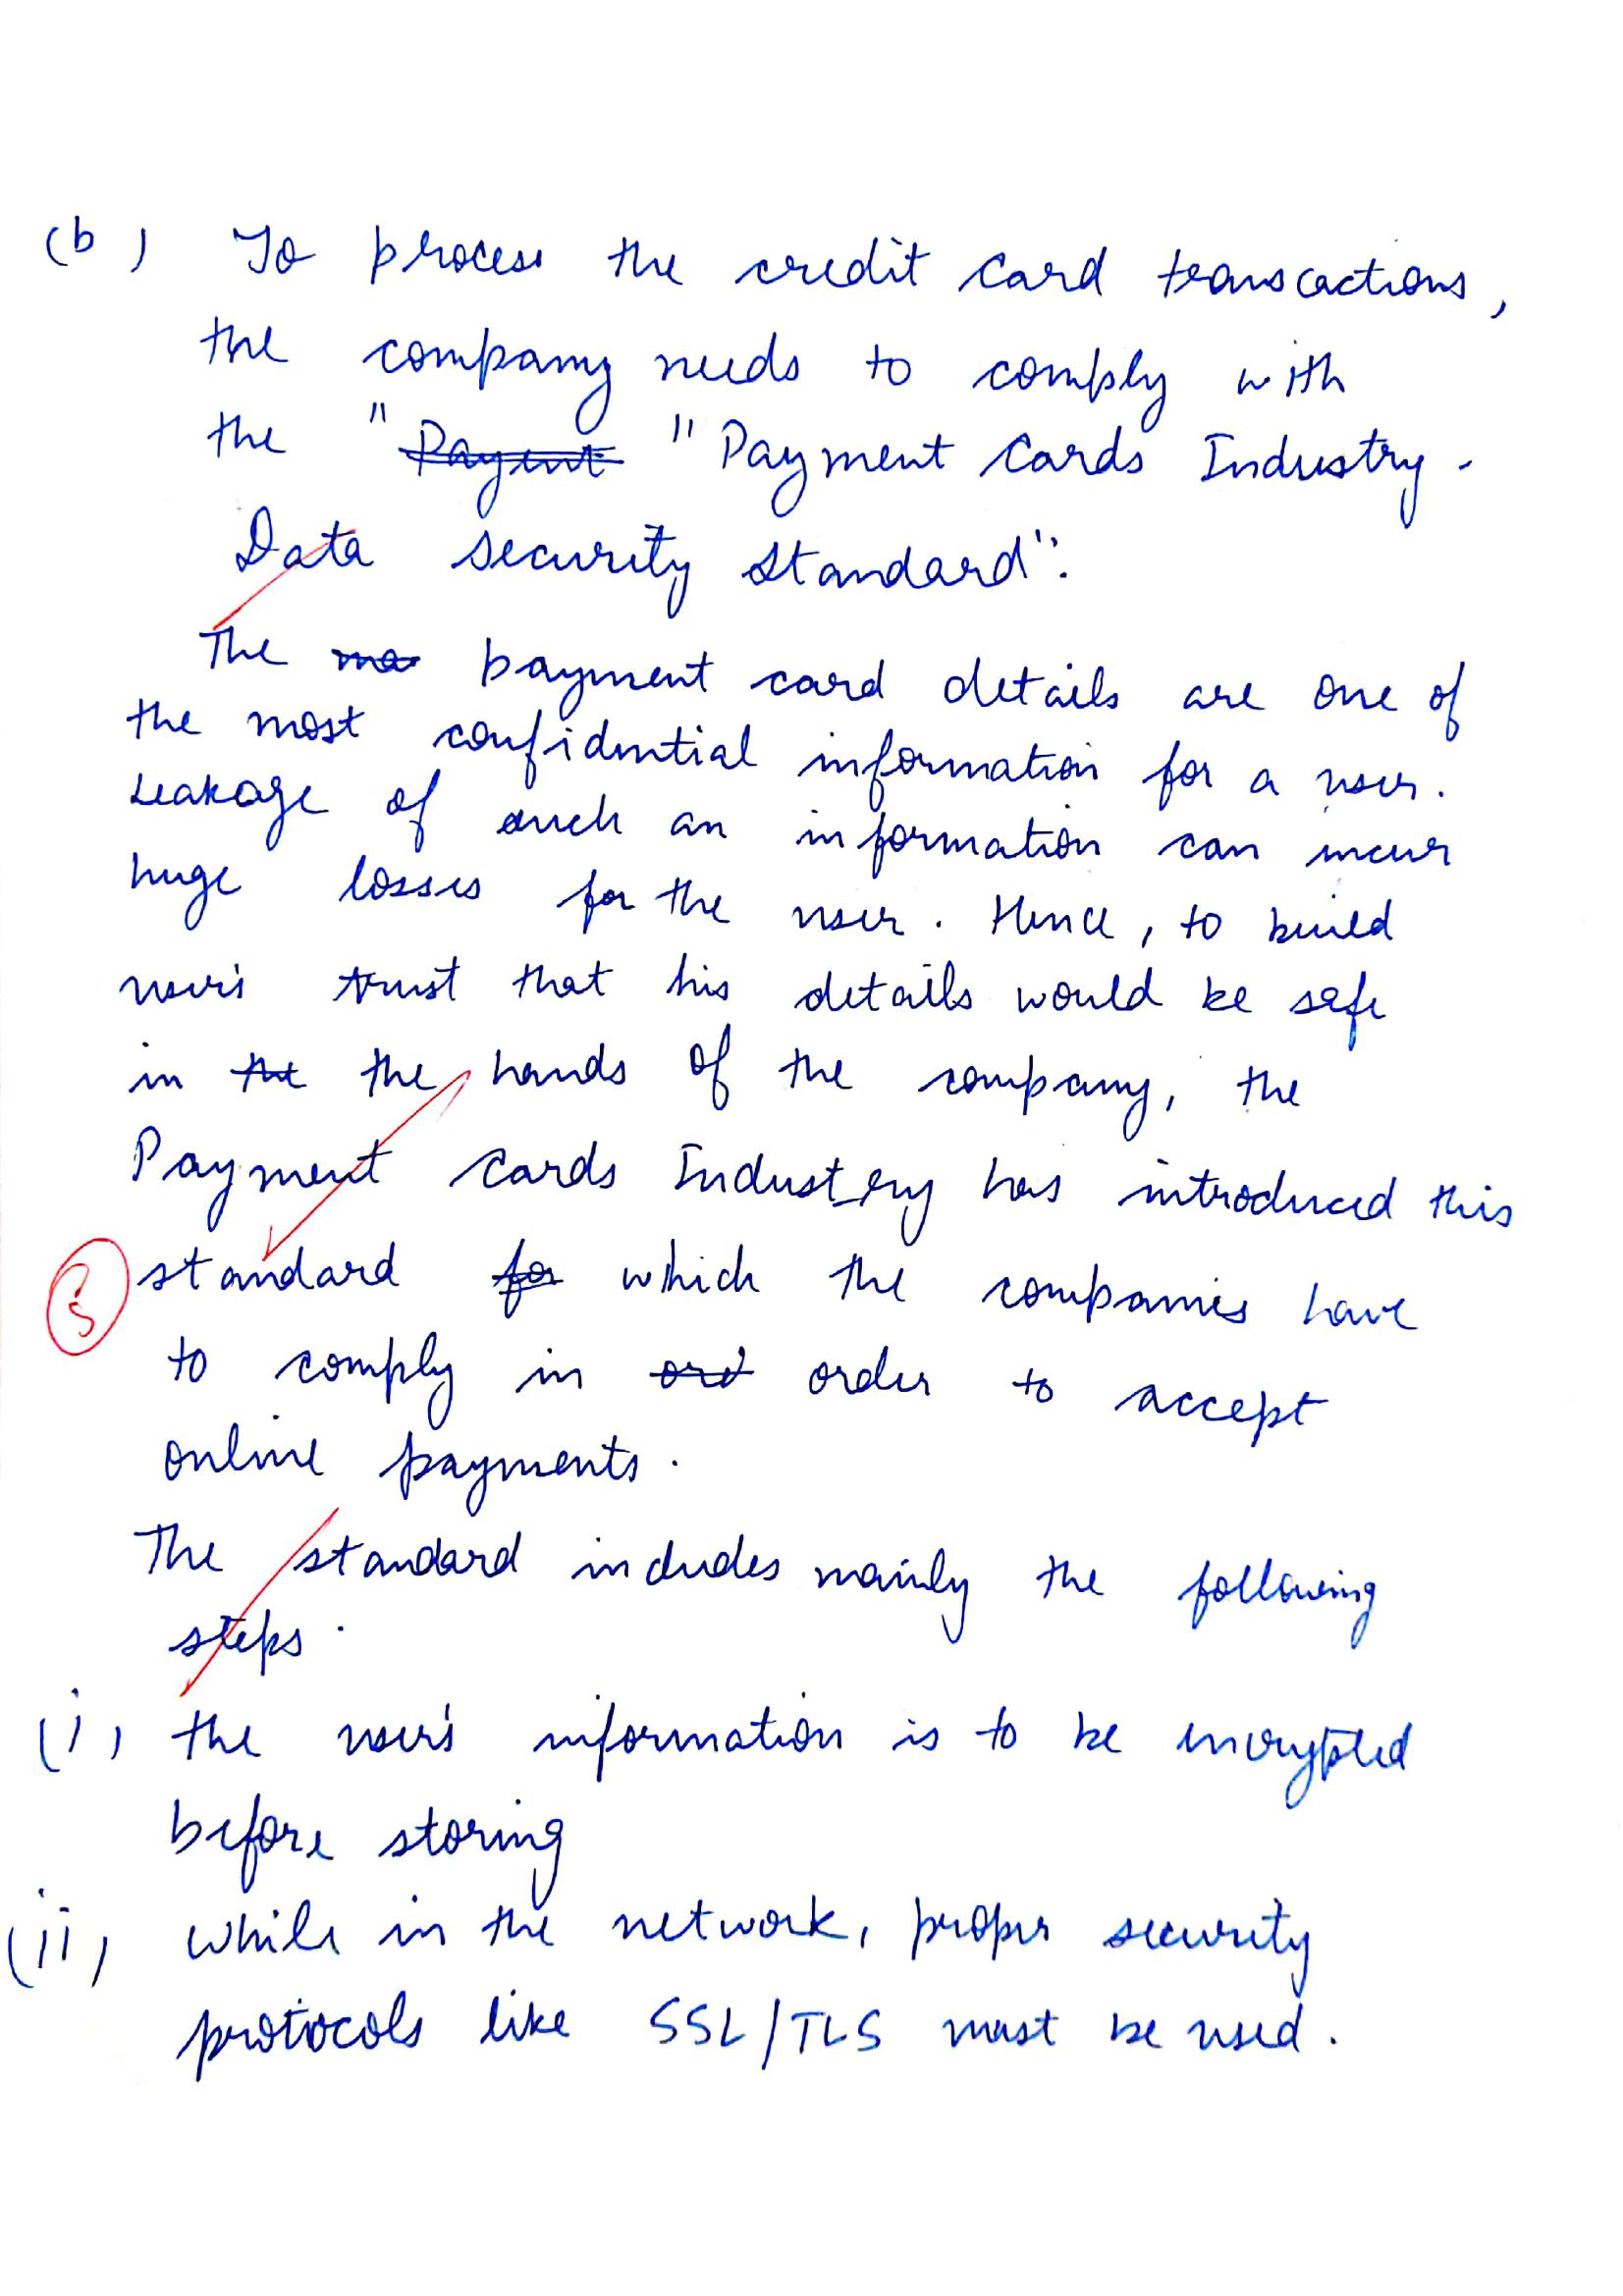 (b) To process the credit card transcactions,
the company needs to comply with
the " Payent " Payment Cards Industry -
Data security standard".
The ma payment card details are one of
the most confidential information for a user.
Leakage of such an information can incur
huge losses for the user. Hence, to build
user's trust that his details would be safe
in the the hands of the company, the
Payment Cards Industry has introduced this
standard for which the companies have
to comply in ord order to accept
online payments.
The standard includes mainly the following
steps.
(i) the user's information is to be encrypted
before storing
(ii) while in the network, proper security
protocols like SSL/TLS must be used.